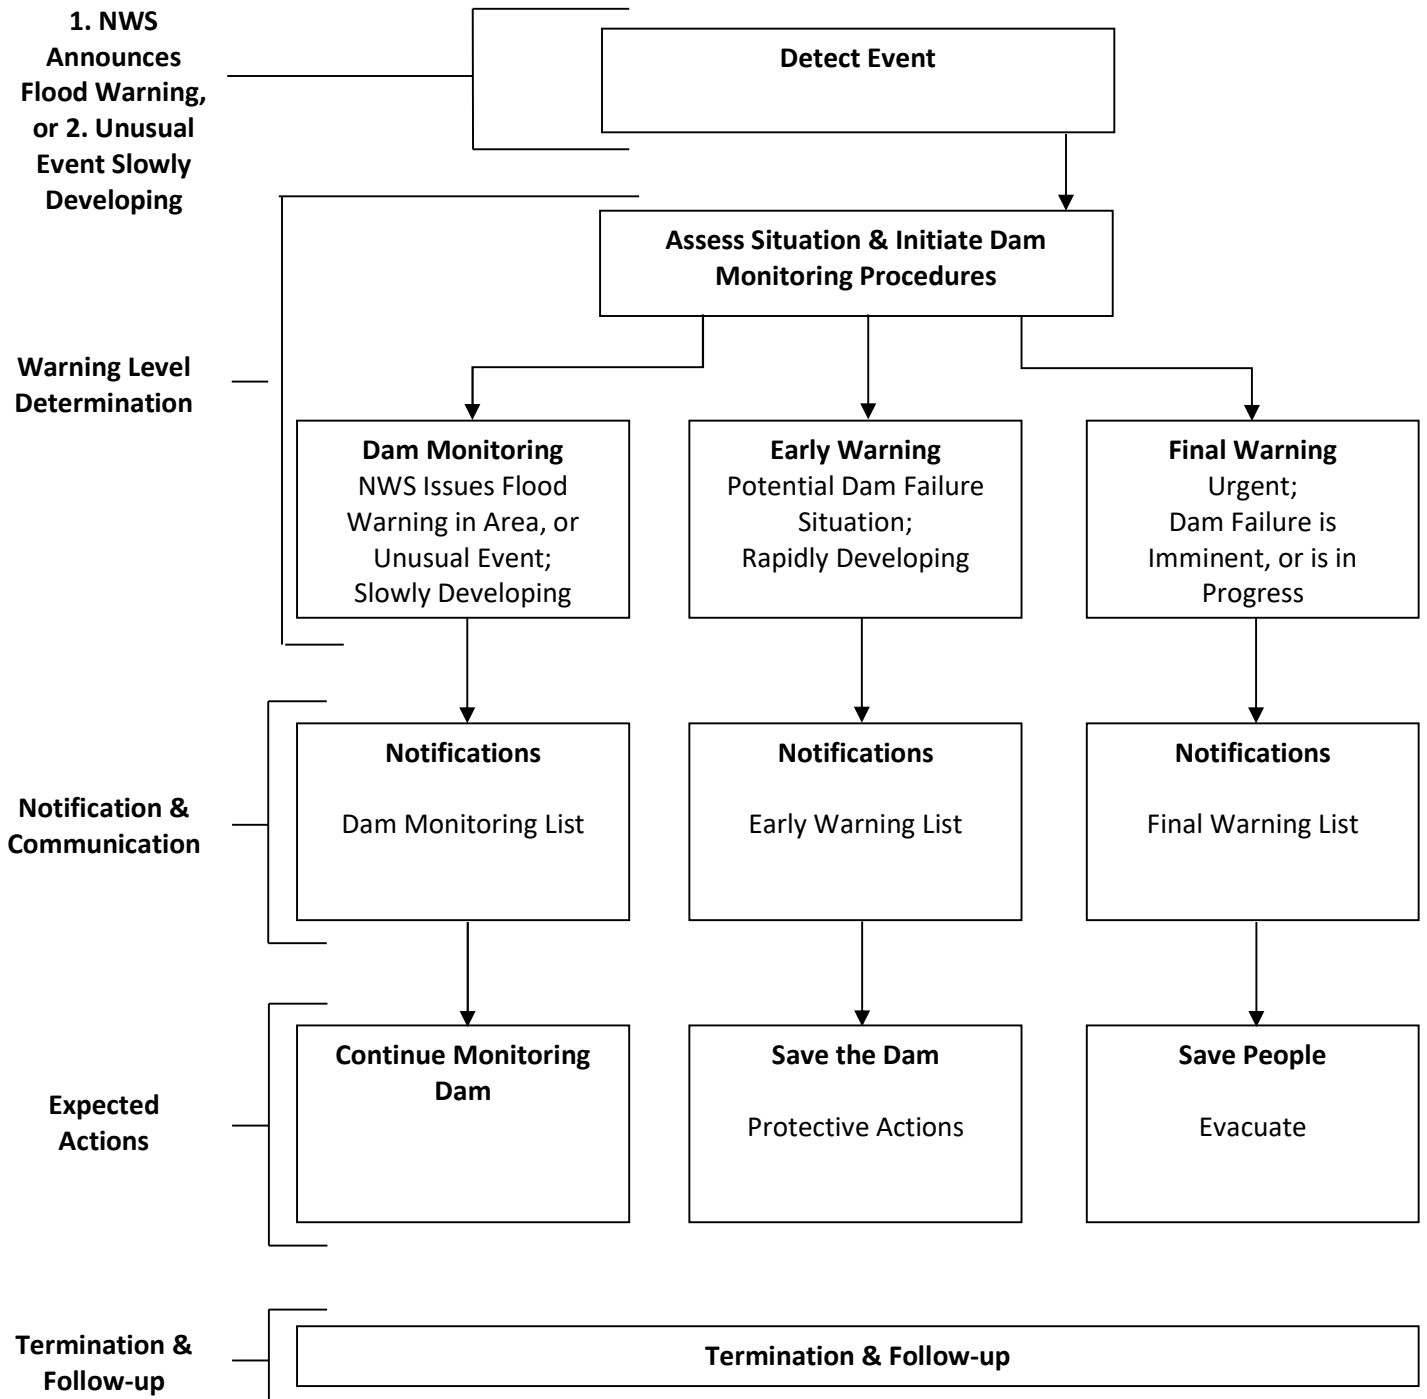 1. NWS
Announces
Flood Warning,
or 2. Unusual
Event Slowly
Developing
Detect Event
Assess Situation & Initiate Dam
Monitoring Procedures
Warning Level
Determination
Dam Monitoring
NWS Issues Flood
Warning in Area, or
Unusual Event;
Slowly Developing
Early Warning
Potential Dam Failure
Situation;
Rapidly Developing
Final Warning
Urgent;
Dam Failure is
Imminent, or is in
Progress
Notification &
Communication
Notifications
Dam Monitoring List
Notifications
Early Warning List
Notifications
Final Warning List
Expected
Actions
Continue Monitoring
Dam
Save the Dam
Protective Actions
Save People
Evacuate
Termination &
Follow-up
Termination & Follow-up